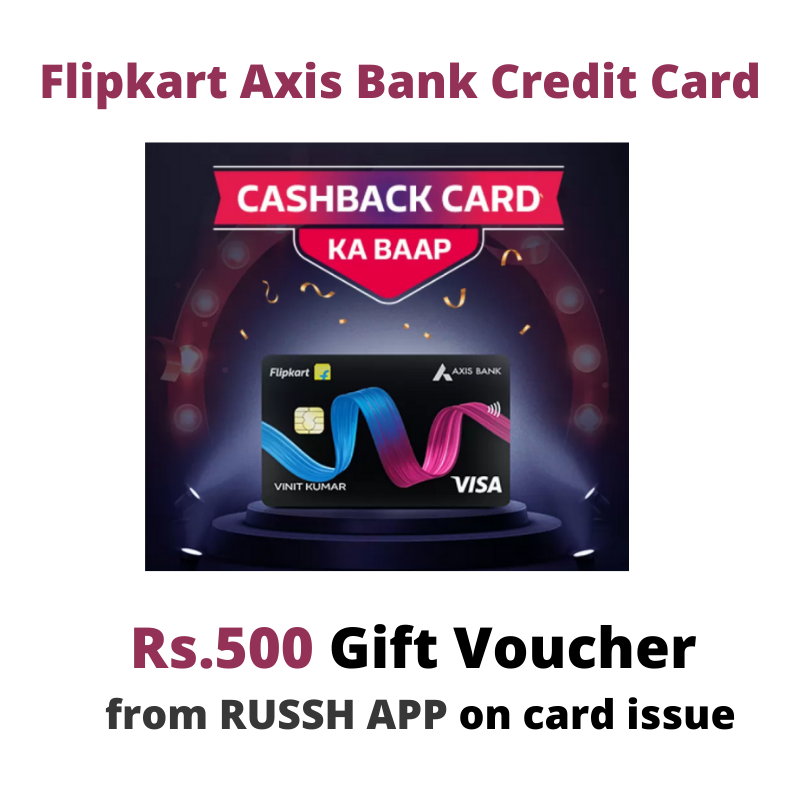 Flipkart Axis Bank Credit Card
CASHBACK CARD
KA BAAP
Flipkart
AXIS BANK
VINIT KUMAR
VISA
Rs.500 Gift Voucher
from RUSSH APP on card issue